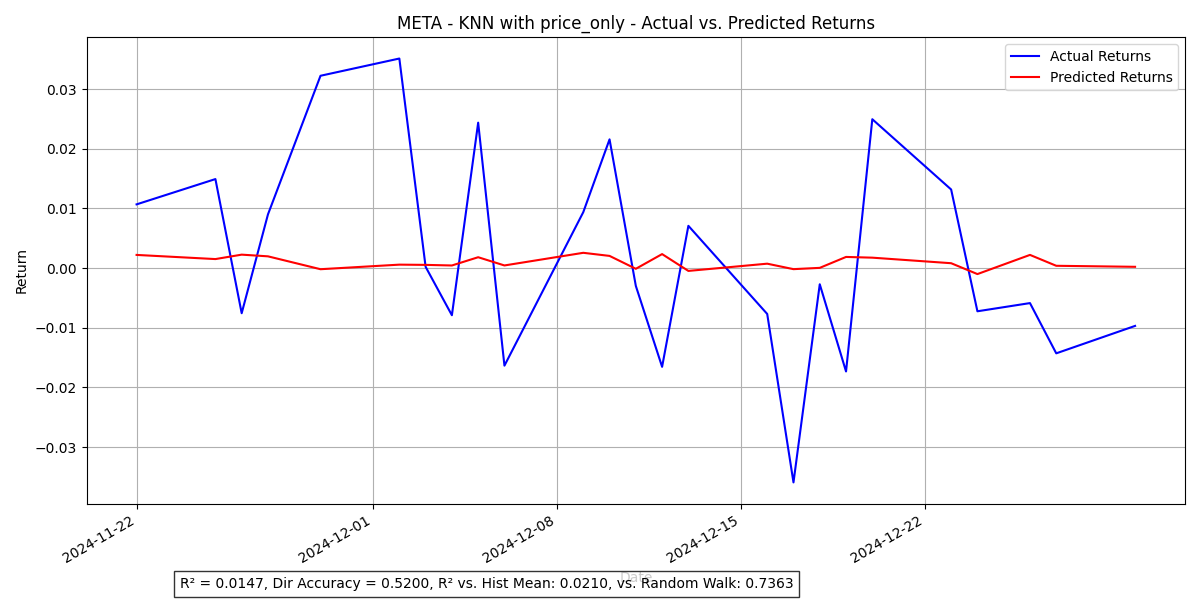 META - KNN with price_only - Actual vs. Predicted Returns
Actual Returns
Predicted Returns
Return
0.03
0.02
0.01
0.00
−0.01
−0.02
−0.03
2024-11-22
2024-12-01
2024-12-08
2024-12-15
2024-12-22
Date
R² = 0.0147, Dir Accuracy = 0.5200, R² vs. Hist Mean: 0.0210, vs. Random Walk: 0.7363